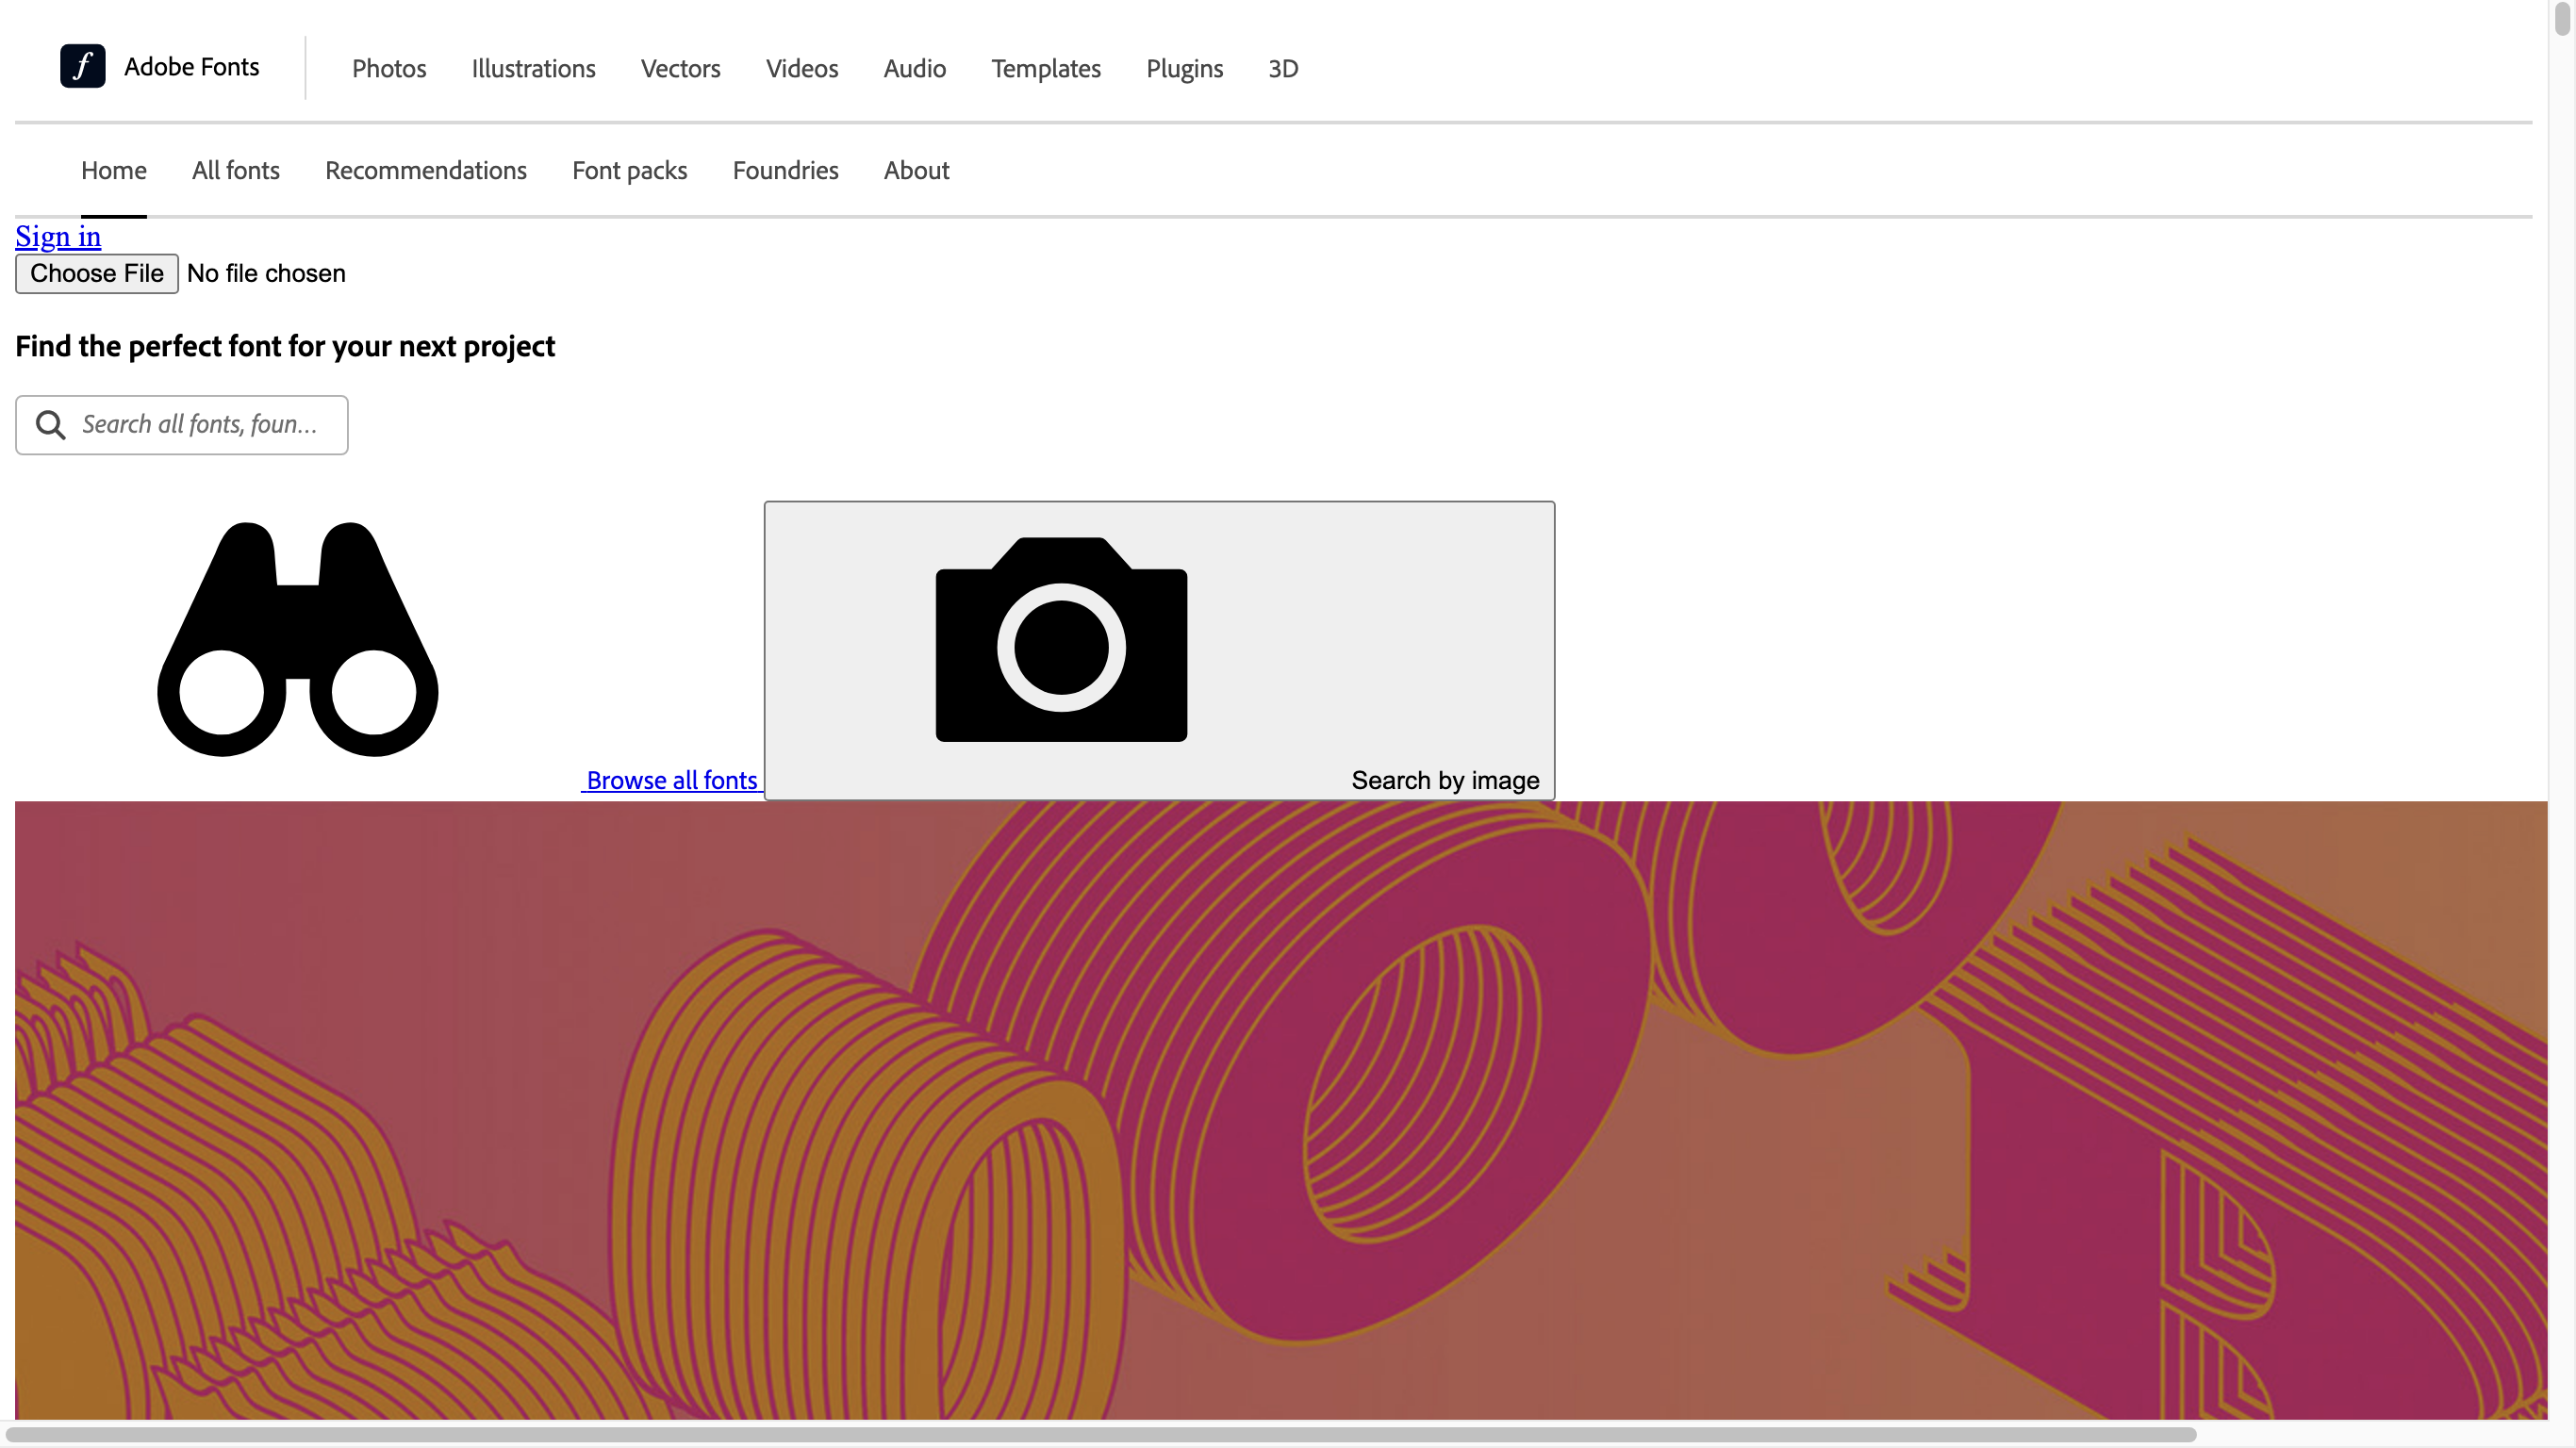 Adobe Fonts Photos Illustrations Vectors Videos Audio Templates Plugins 3D
Home All fonts Recommendations Font packs Foundries About
Sign in
Choose File No file chosen
Find the perfect font for your next project
Search all fonts, foun...
Browse all fonts Search by image